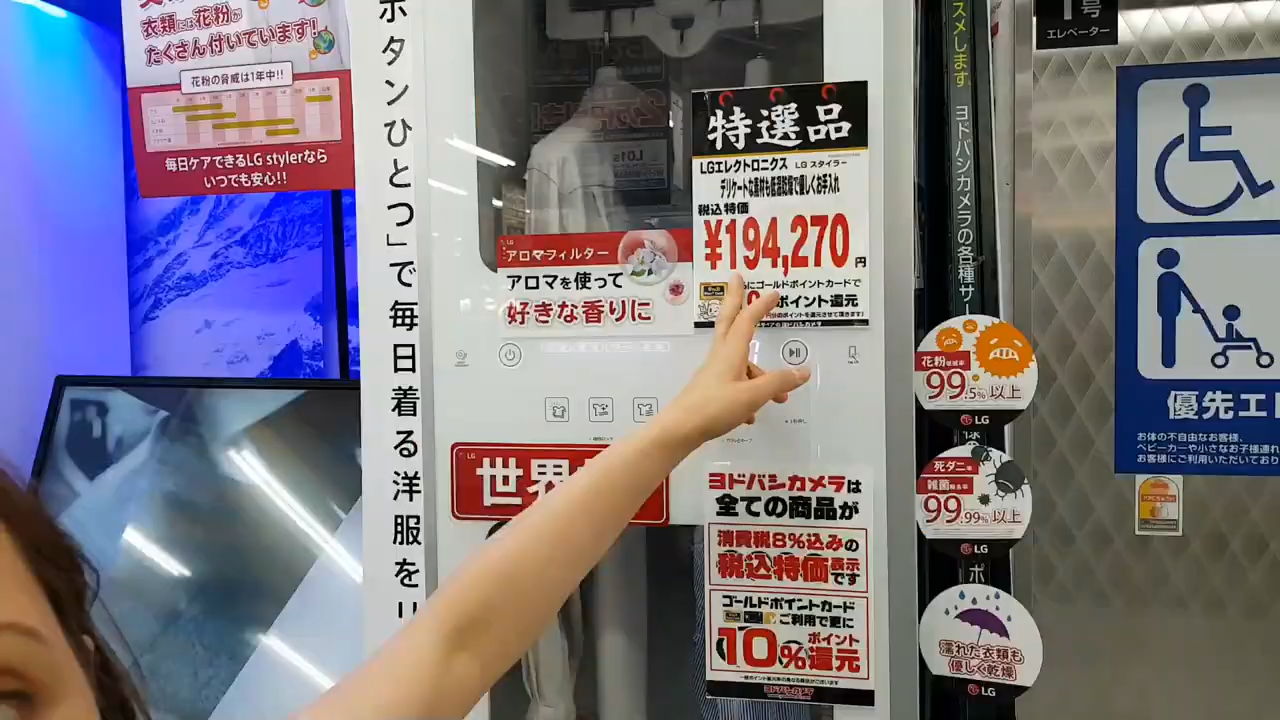 衣類には花粉が
たくさん付いています!
花粉の脅威は1年中!!
毎日ケアできるLG stylerなら
いつでも安心!!
ボタンひとつ」で毎日着る洋服を
特選品
LGエレクトロニクス LG スタイラー
デリケートな素材も低温乾燥で優しくお手入れ
税込特価
¥194,270円
にゴールドポイントカードで
ポイント還元
LG
アロマフィルター
アロマを使って
好きな香りに
LG
世界
ヨドバシカメラは
全ての商品が
消費税8%込みの
税込特価表示です
ゴールドポイントカード
ご利用で更に
10%ポイント還元
ヨドバシカメラ
スメします。
ヨドバシカメラの各種サー
花粉
99.5%以上
LG
死ダニ
雑菌
99.99%以上
LG
ポ
濡れた衣類も
優しく乾燥
LG
1号
エレベーター
優先エ
お体の不自由なお客様、
ベビーカーや小さなお子様連れ
お客様にご利用いただいており